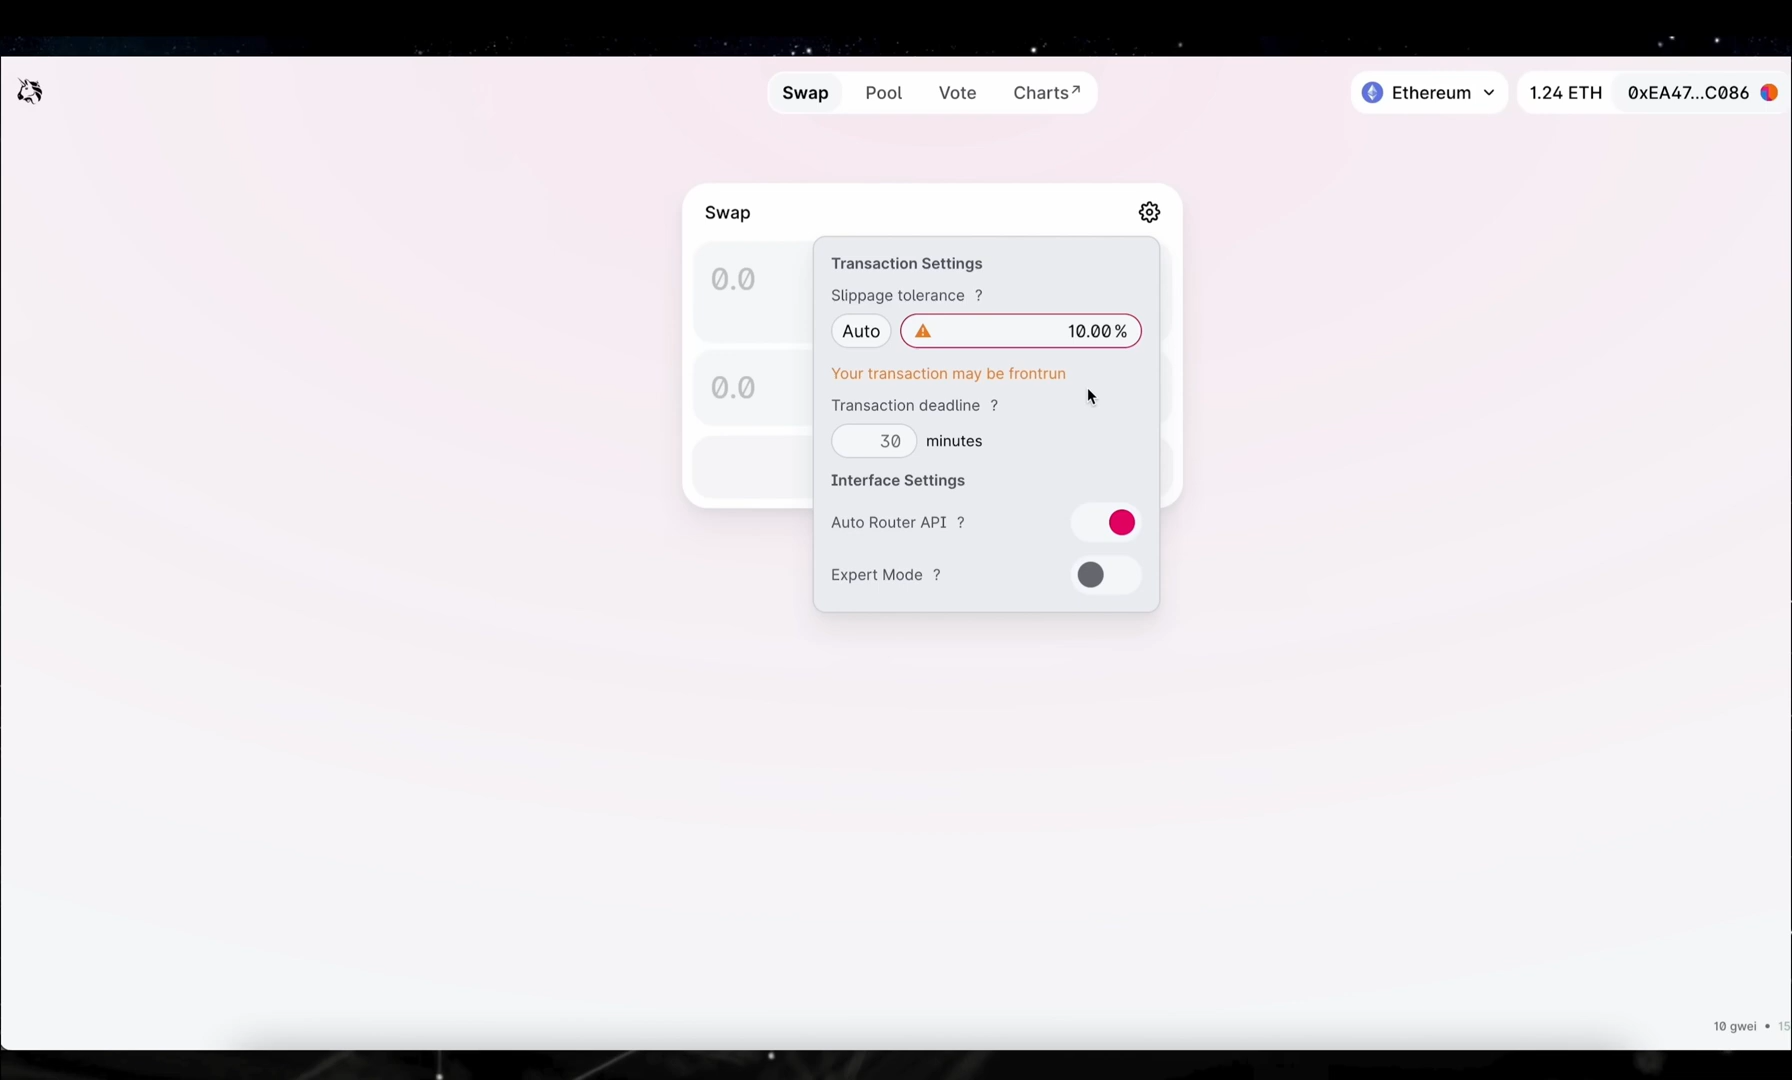 Swap Pool Vote Charts↗ Ethereum 1.24 ETH 0xEA47...C086
Swap
0.0
0.0
Transaction Settings
Slippage tolerance ?
Auto 10.00%
Your transaction may be frontrun
Transaction deadline ?
30 minutes
Interface Settings
Auto Router API ?
Expert Mode ?
10 gwei • 15